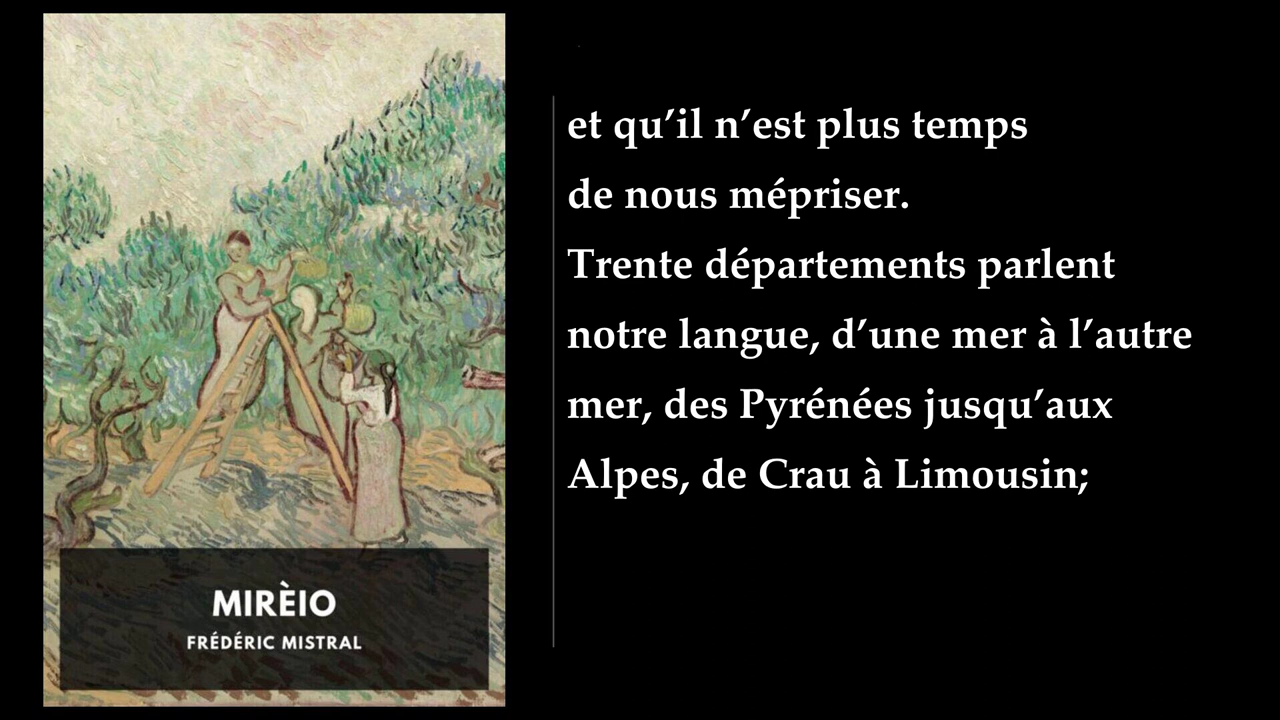 MIRÈIO
FRÉDÉRIC MISTRAL
et qu’il n’est plus temps
de nous mépriser.
Trente départements parlent
notre langue, d’une mer à l’autre
mer, des Pyrénées jusqu’aux
Alpes, de Crau à Limousin;